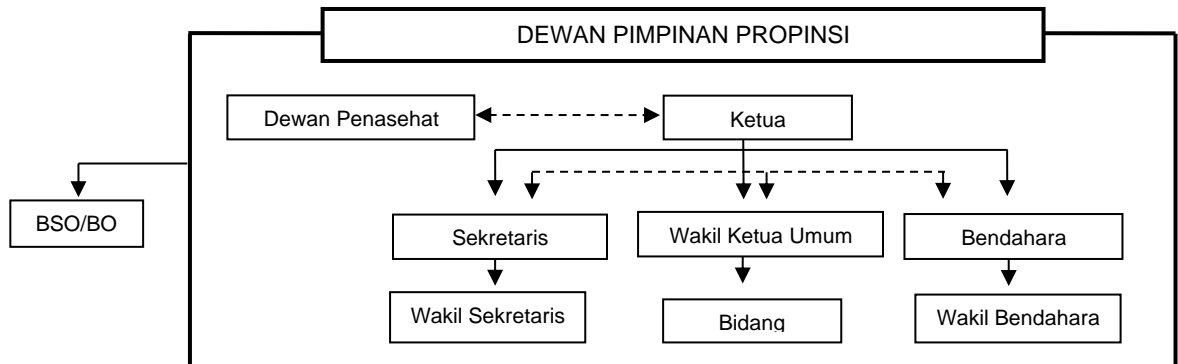 DEWAN PIMPINAN PROPINSI
Dewan Penasehat
Ketua
BSO/BO
Sekretaris
Wakil Ketua Umum
Bendahara
Wakil Sekretaris
Bidang
Wakil Bendahara